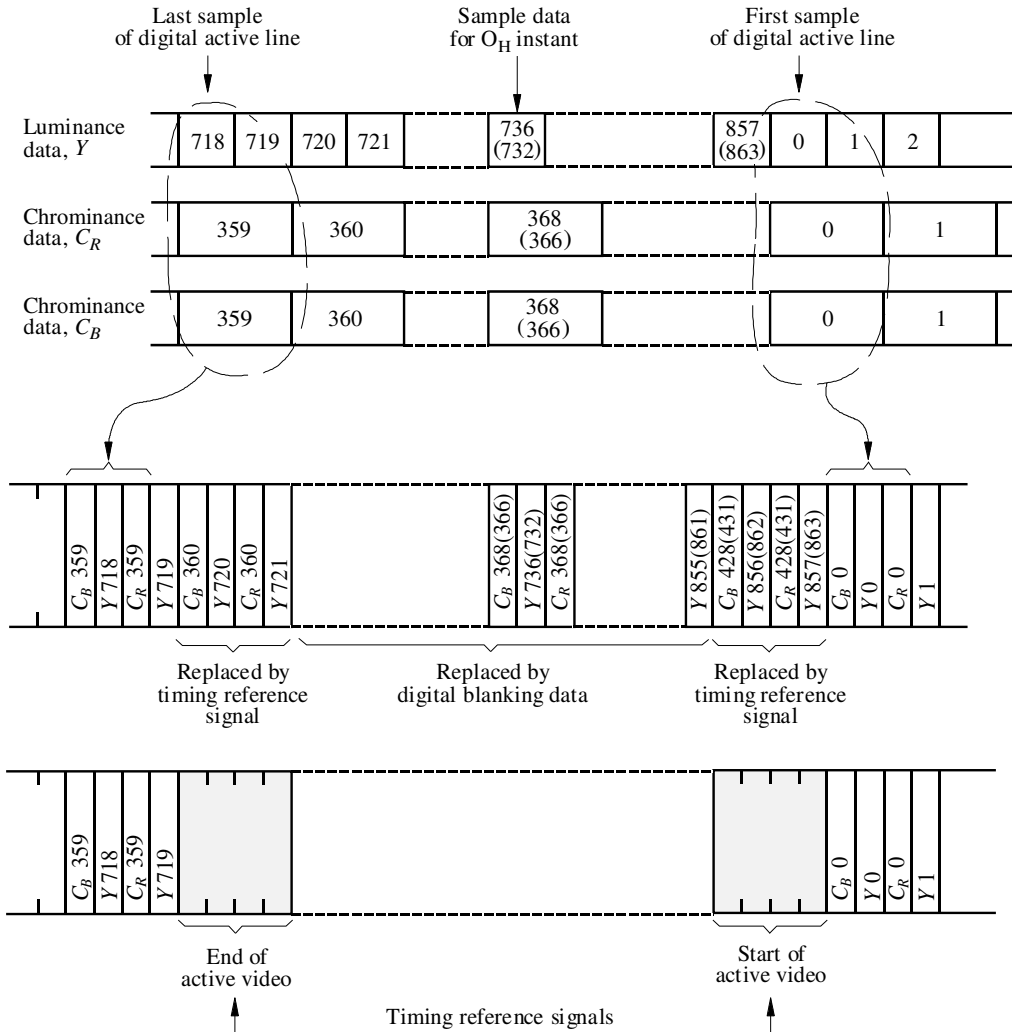 Last sample
of digital active line
Sample data
for O_H instant
First sample
of digital active line
Luminance
data, Y
718 719 720 721 736 (732) 857 (863) 0 1 2
Chrominance
data, C_R
359 360 368 (366) 0 1
Chrominance
data, C_B
359 360 368 (366) 0 1
C_B 359
Y 718
C_R 359
Y 719
C_B 360
Y 720
C_R 360
Y 721
C_B 368(366)
Y 736(732)
C_R 368(366)
Y 855(861)
C_B 428(431)
Y 856(862)
C_R 428(431)
Y 857(863)
C_B 0
Y 0
C_R 0
Y 1
Replaced by
timing reference
signal
Replaced by
digital blanking data
Replaced by
timing reference
signal
C_B 359
Y 718
C_R 359
Y 719
C_B 0
Y 0
C_R 0
Y 1
End of
active video
Start of
active video
Timing reference signals